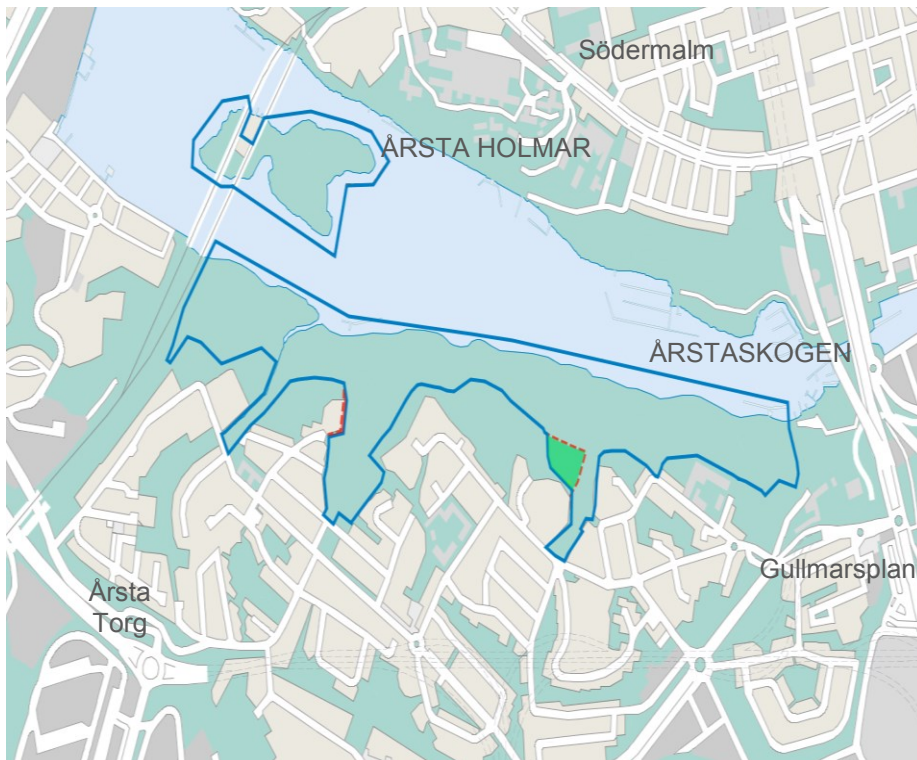 Södermalm
ÅRSTA HOLMAR
ÅRSTASKOGEN
Gullmarsplan
Årsta
Torg